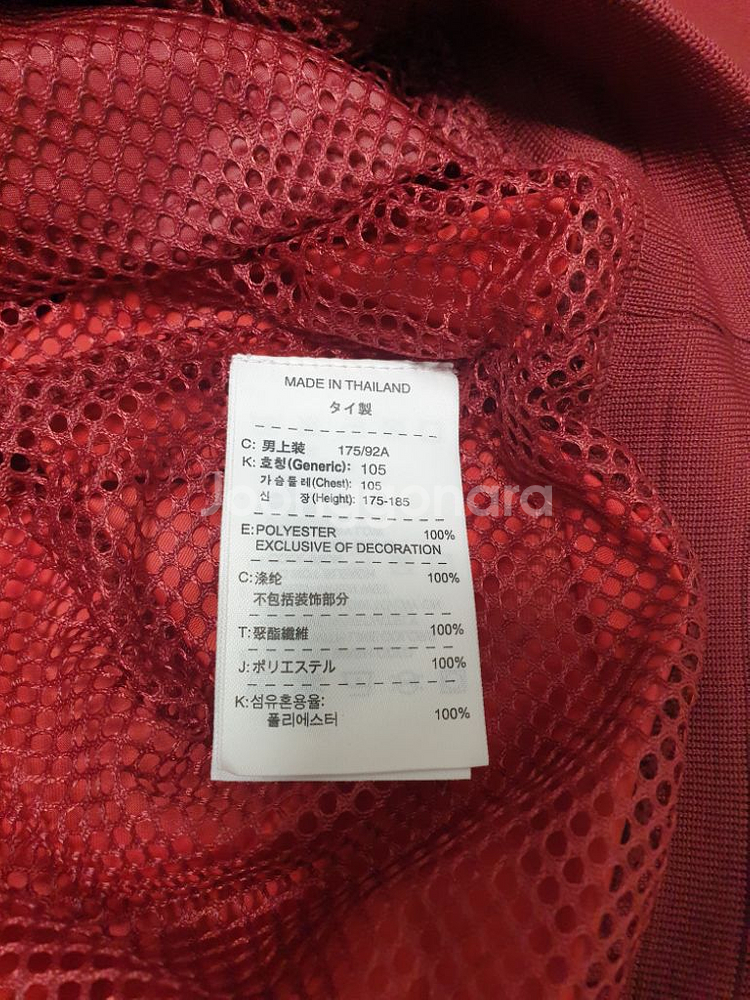 MADE IN THAILAND
タイ製
C: 男上装 175/92A
K: 호칭(Generic): 105
가슴둘레(Chest): 105
신 장(Height): 175-185
Joongonara
E: POLYESTER 100%
EXCLUSIVE OF DECORATION
C: 涤纶 100%
不包括装饰部分
T: 聚酯纖維 100%
J: ポリエステル 100%
K: 섬유혼용율:
폴리에스터 100%